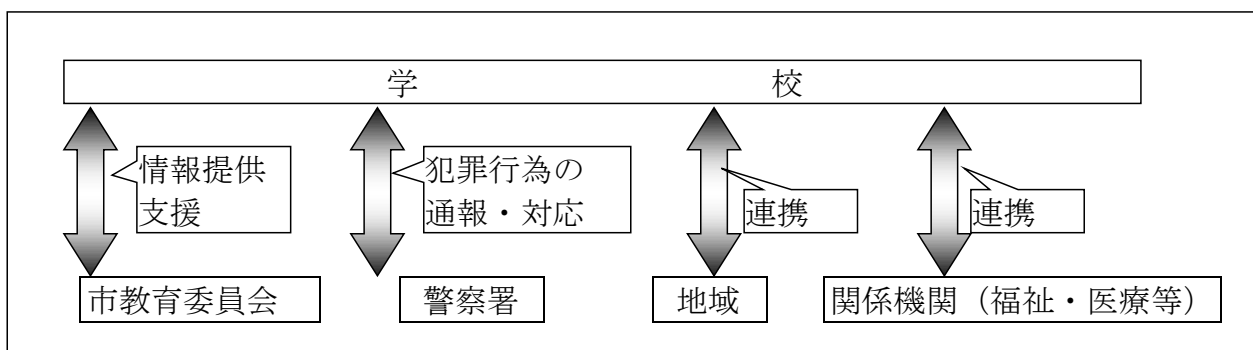 学校
情報提供
支援
犯罪行為の
通報・対応
連携
連携
市教育委員会
警察署
地域
関係機関（福祉・医療等）